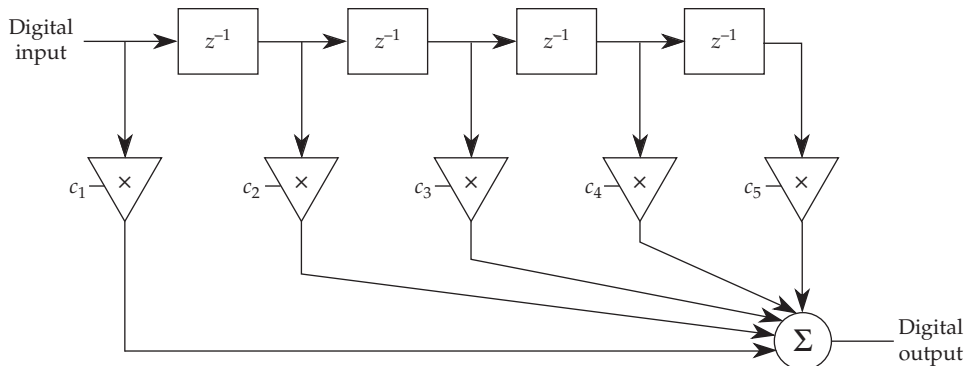 Digital
input
z⁻¹
z⁻¹
z⁻¹
z⁻¹
c₁
×
c₂
×
c₃
×
c₄
×
c₅
×
Σ
Digital
output